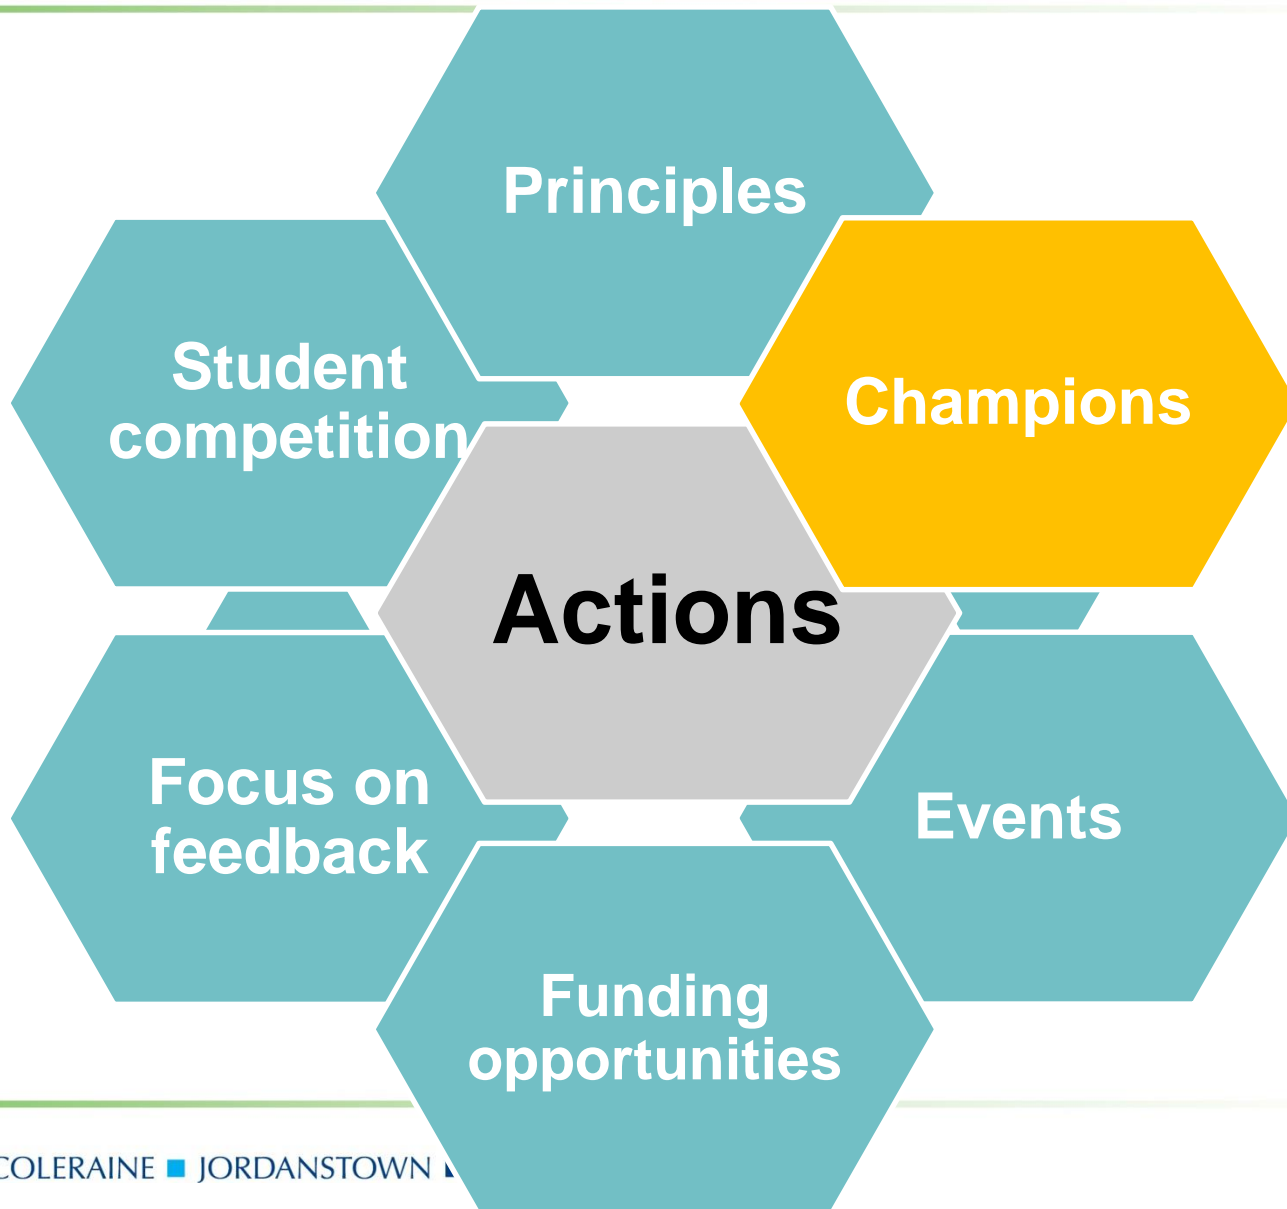 Principles
Student
competition
Champions
Actions
Focus on
feedback
Events
Funding
opportunities
COLERAINE ■ JORDANSTOWN